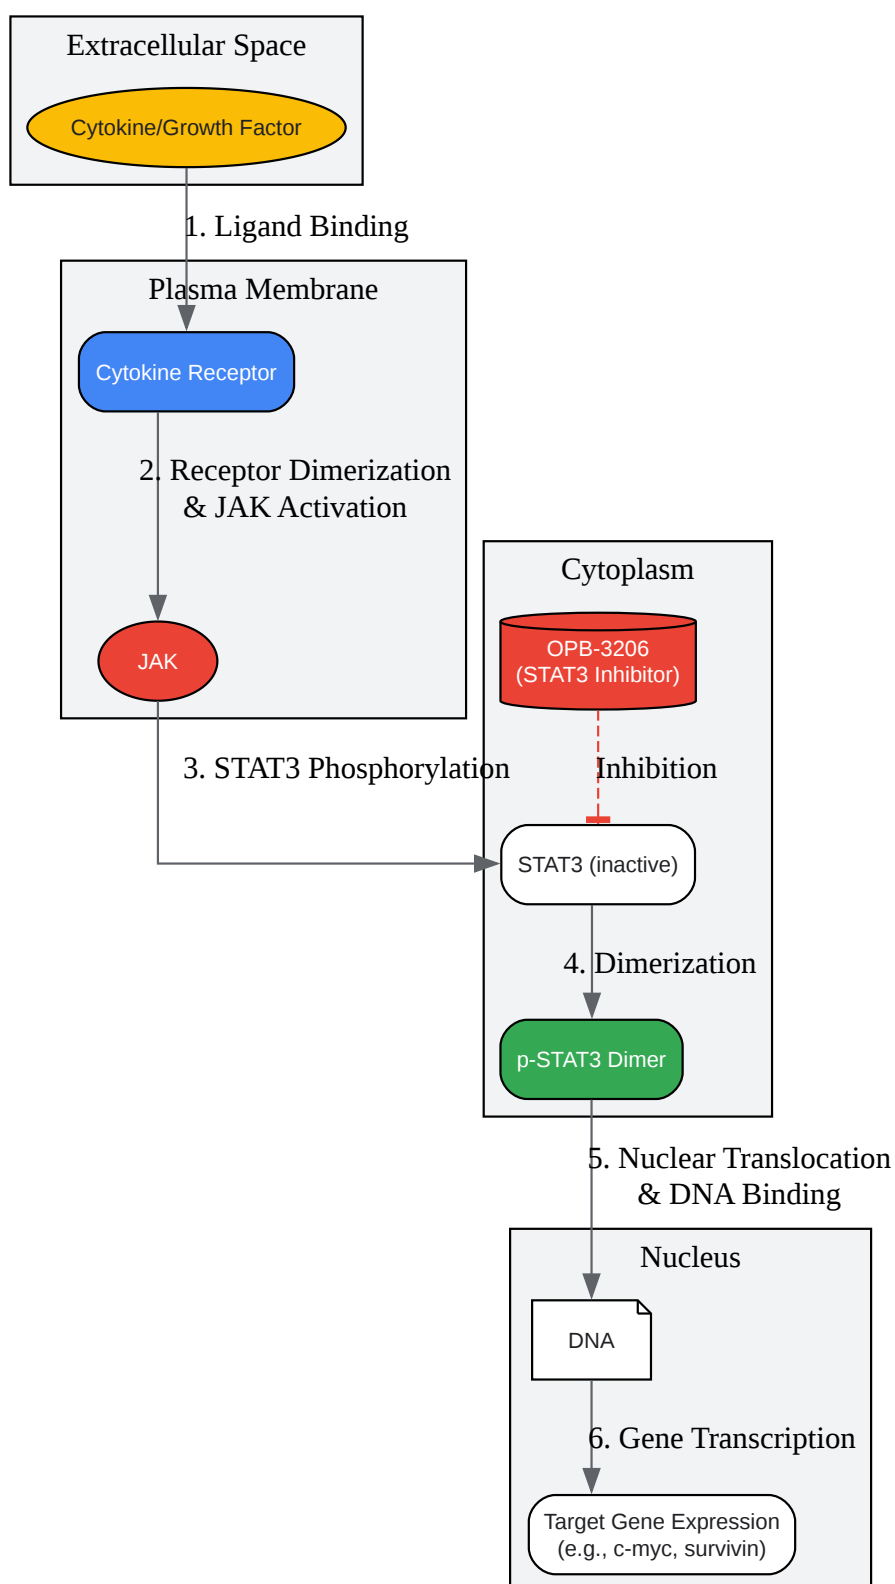 Extracellular Space
Cytokine/Growth Factor
1. Ligand Binding
Plasma Membrane
Cytokine Receptor
2. Receptor Dimerization
& JAK Activation
JAK
Cytoplasm
OPB-3206
(STAT3 Inhibitor)
3. STAT3 Phosphorylation
Inhibition
STAT3 (inactive)
4. Dimerization
p-STAT3 Dimer
5. Nuclear Translocation
& DNA Binding
Nucleus
DNA
6. Gene Transcription
Target Gene Expression
(e.g., c-myc, survivin)